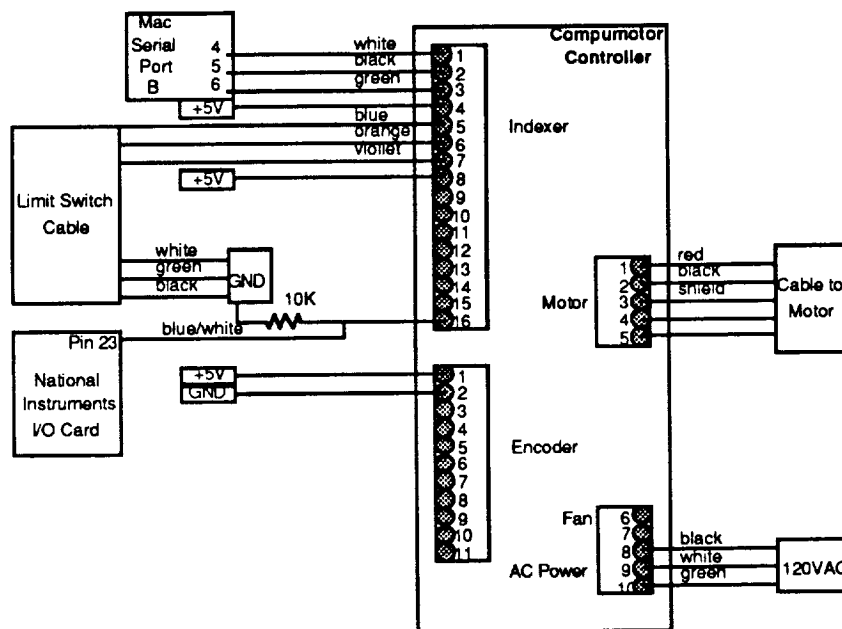 Mac
Serial
Port
B
4
5
6
white
black
green
+5V
blue
orange
viollet
+5V
Limit Switch
Cable
white
green
black
GND
10K
blue/white
Pin 23
National
Instruments
I/O Card
+5V
GND
Compumotor
Controller
1
2
3
4
5
6
7
8
9
10
11
12
13
14
15
16
Indexer
1
2
3
4
5
6
7
8
9
10
11
Encoder
Motor
1
2
3
4
5
red
black
shield
Cable to
Motor
Fan
AC Power
6
7
8
9
10
black
white
green
120VAC